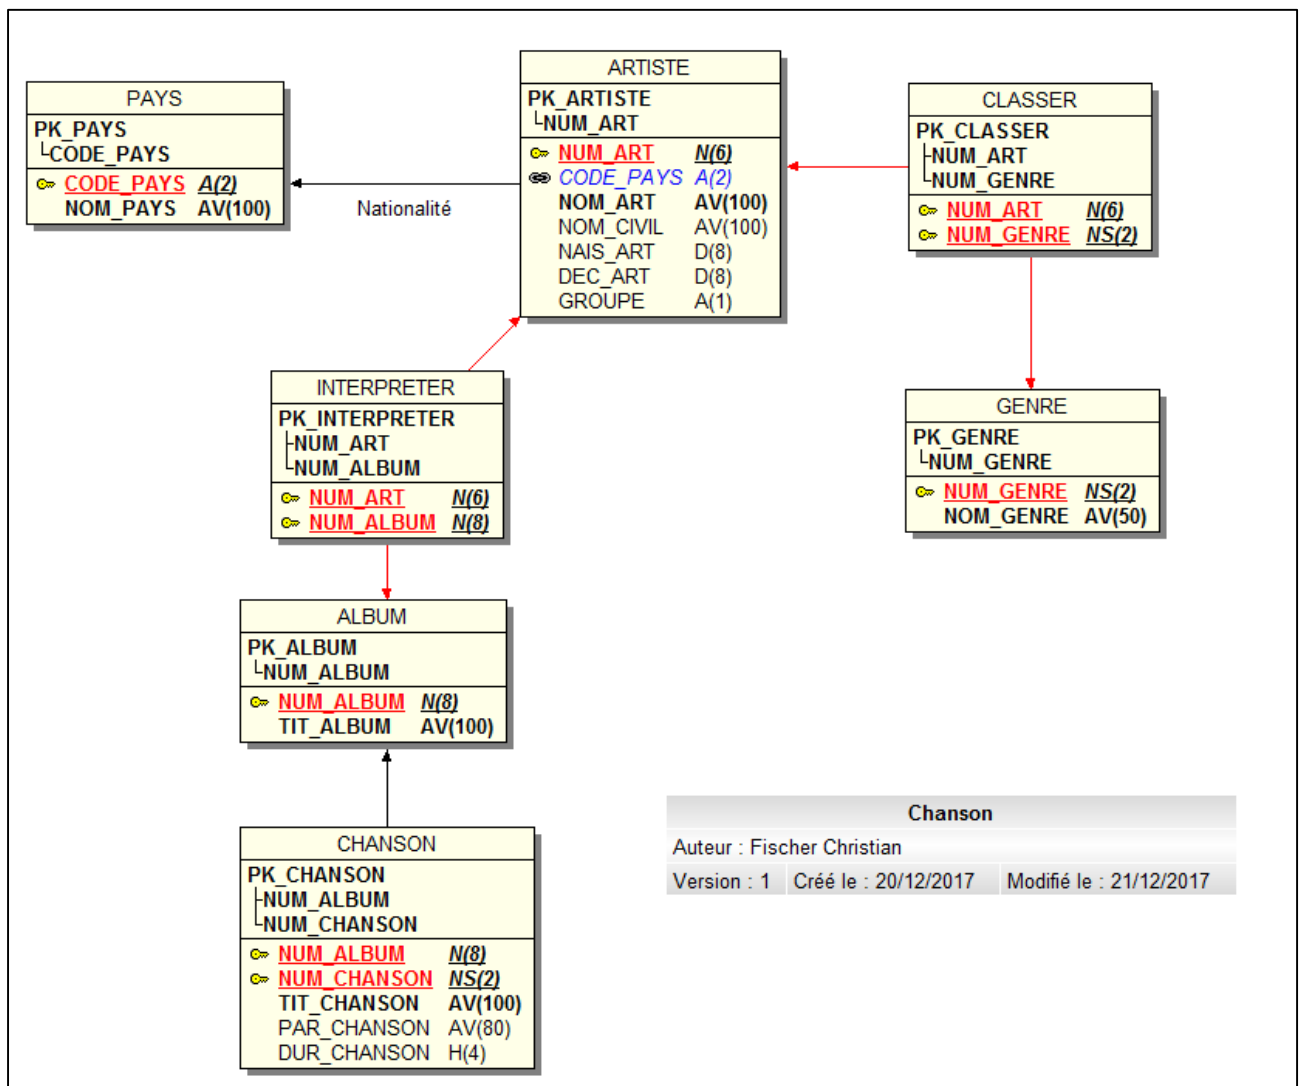 PAYS
PK_PAYS
CODE_PAYS
CODE_PAYS A(2)
NOM_PAYS AV(100)
Nationalité
ARTISTE
PK_ARTISTE
NUM_ART
NUM_ART N(6)
CODE_PAYS A(2)
NOM_ART AV(100)
NOM_CIVIL AV(100)
NAIS_ART D(8)
DEC_ART D(8)
GROUPE A(1)
CLASSER
PK_CLASSER
NUM_ART
NUM_GENRE
NUM_ART N(6)
NUM_GENRE NS(2)
INTERPRETER
PK_INTERPRETER
NUM_ART
NUM_ALBUM
NUM_ART N(6)
NUM_ALBUM N(8)
GENRE
PK_GENRE
NUM_GENRE
NUM_GENRE NS(2)
NOM_GENRE AV(50)
ALBUM
PK_ALBUM
NUM_ALBUM
NUM_ALBUM N(8)
TIT_ALBUM AV(100)
CHANSON
PK_CHANSON
NUM_ALBUM
NUM_CHANSON
NUM_ALBUM N(8)
NUM_CHANSON NS(2)
TIT_CHANSON AV(100)
PAR_CHANSON AV(80)
DUR_CHANSON H(4)
Chanson
Auteur : Fischer Christian
Version : 1 Créé le : 20/12/2017 Modifié le : 21/12/2017